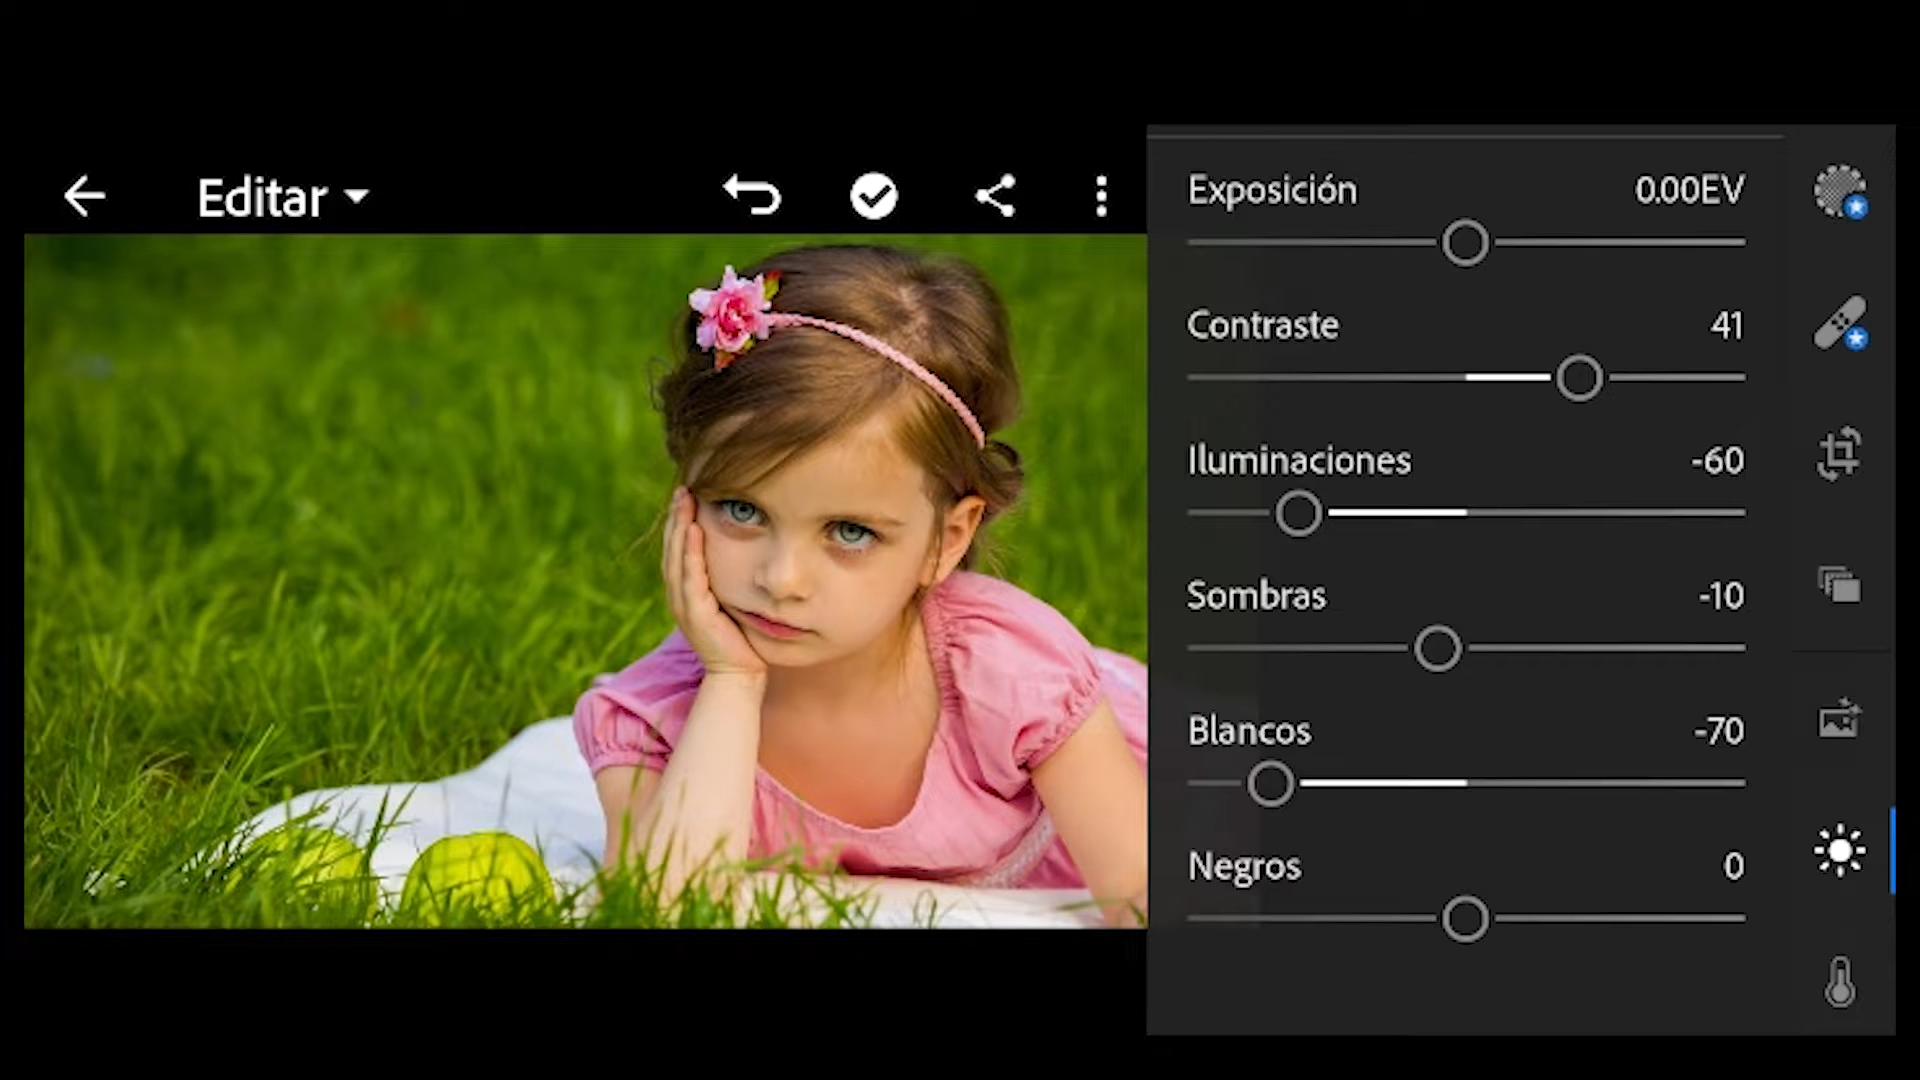 Editar
Exposición 0.00EV
Contraste 41
Iluminaciones -60
Sombras -10
Blancos -70
Negros 0